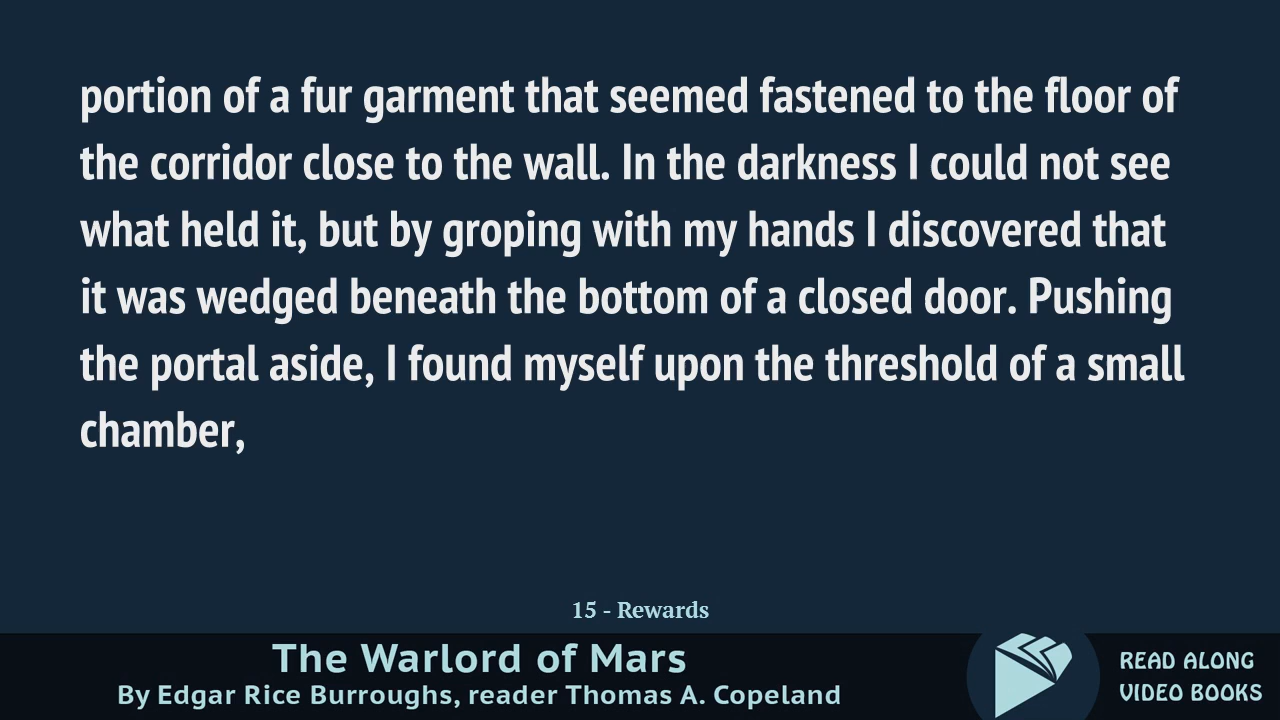 portion of a fur garment that seemed fastened to the floor of
the corridor close to the wall. In the darkness I could not see
what held it, but by groping with my hands I discovered that
it was wedged beneath the bottom of a closed door. Pushing
the portal aside, I found myself upon the threshold of a small
chamber,
15 - Rewards
The Warlord of Mars
By Edgar Rice Burroughs, reader Thomas A. Copeland
READ ALONG
VIDEO BOOKS